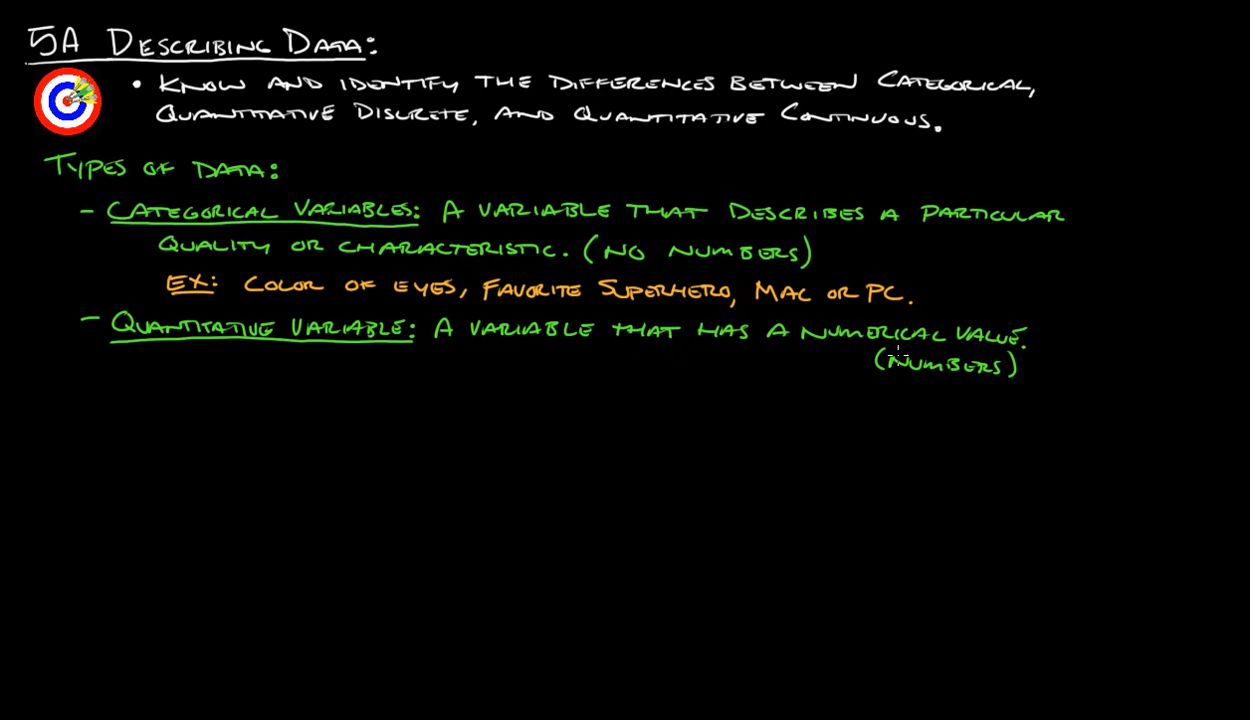 5A DESCRIBING DATA:
• KNOW AND IDENTIFY THE DIFFERENCES BETWEEN CATEGORICAL,
QUANTITATIVE DISCRETE, AND QUANTITATIVE CONTINUOUS.
TYPES OF DATA:
- CATEGORICAL VARIABLES: A VARIABLE THAT DESCRIBES A PARTICULAR
QUALITY OR CHARACTERISTIC. (NO NUMBERS)
EX: COLOR OF EYES, FAVORITE SUPERHERO, MAC OR PC.
- QUANTITATIVE VARIABLE: A VARIABLE THAT HAS A NUMERICAL VALUE.
(NUMBERS)